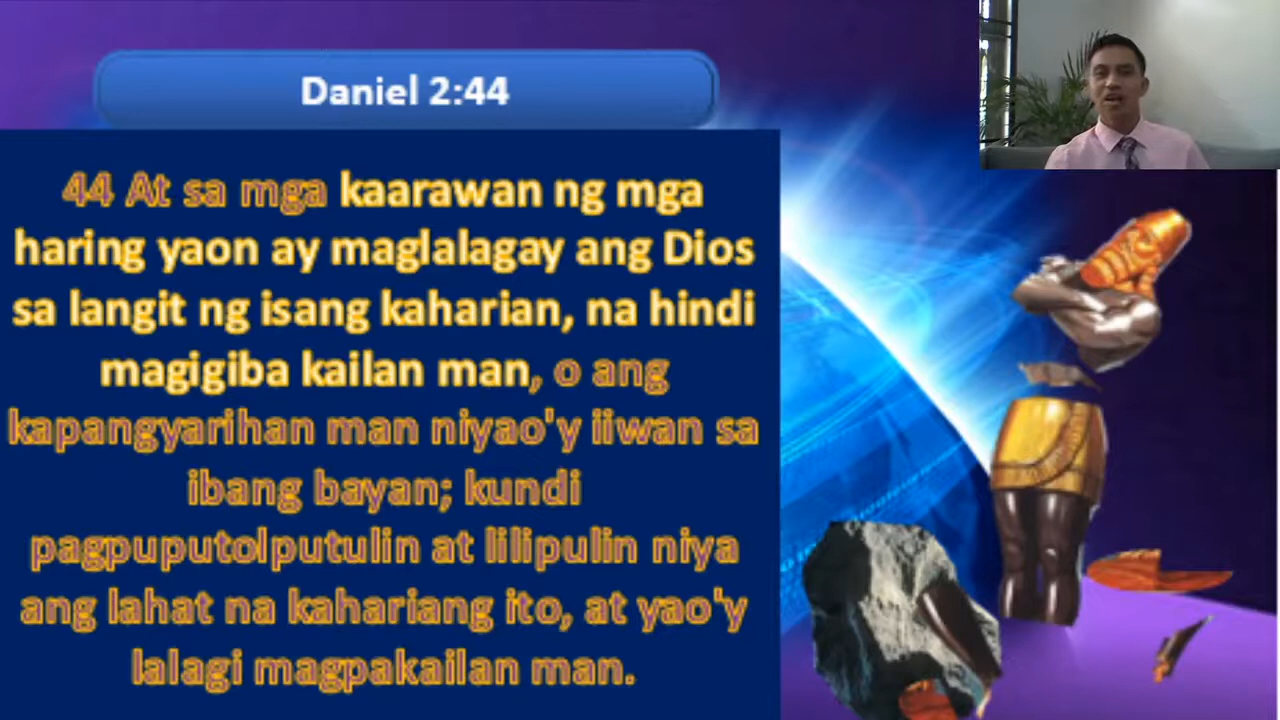 Daniel 2:44
44 At sa mga kaarawan ng mga
haring yaon ay maglalagay ang Dios
sa langit ng isang kaharian, na hindi
magigiba kailan man, o ang
kapangyarihan man niyao'y iiwan sa
ibang bayan; kundi
pagpuputolputulin at lilipulin niya
ang lahat na kahariang ito, at yao'y
lalagi magpakailan man.